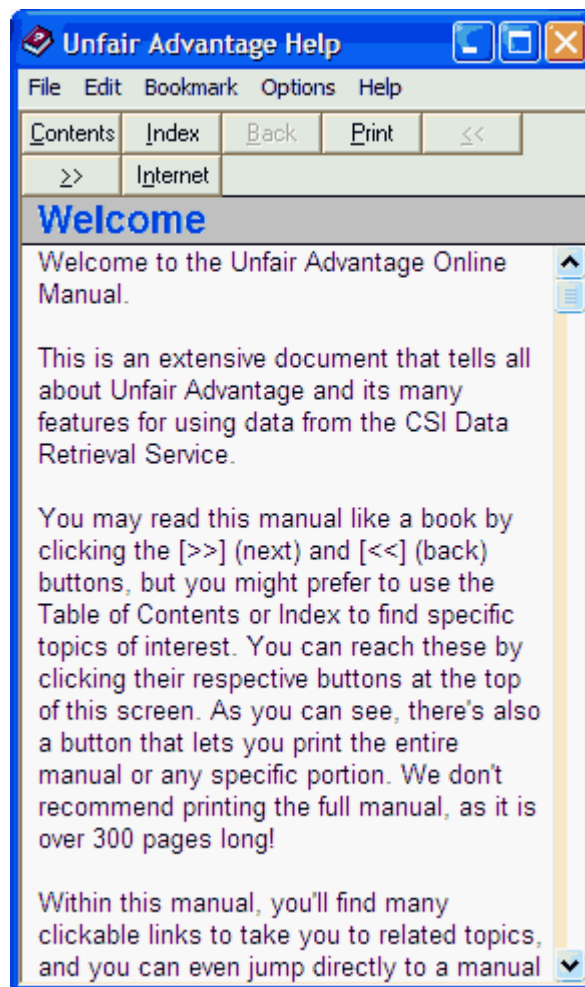 Unfair Advantage Help
File Edit Bookmark Options Help
Contents Index Back Print <<
>> Internet
Welcome
Welcome to the Unfair Advantage Online
Manual.
This is an extensive document that tells all
about Unfair Advantage and its many
features for using data from the CSI Data
Retrieval Service.
You may read this manual like a book by
clicking the [>>] (next) and [<<] (back)
buttons, but you might prefer to use the
Table of Contents or Index to find specific
topics of interest. You can reach these by
clicking their respective buttons at the top
of this screen. As you can see, there's also
a button that lets you print the entire
manual or any specific portion. We don't
recommend printing the full manual, as it is
over 300 pages long!
Within this manual, you'll find many
clickable links to take you to related topics,
and you can even jump directly to a manual